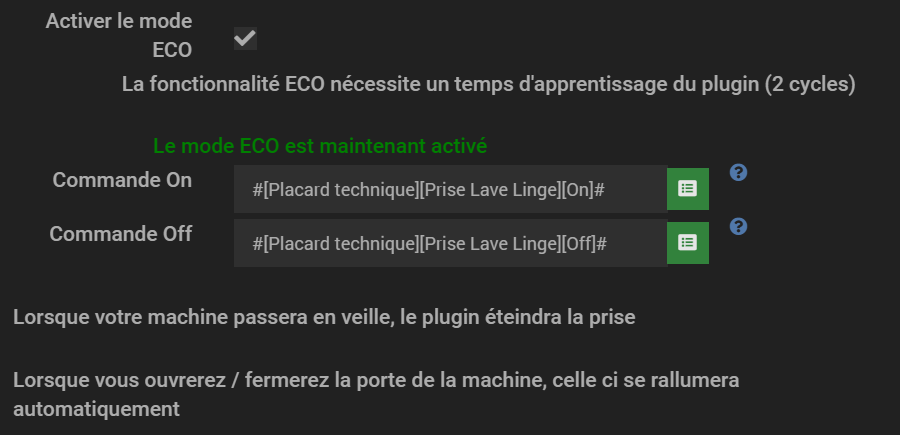 Activer le mode
ECO
La fonctionnalité ECO nécessite un temps d'apprentissage du plugin (2 cycles)
Le mode ECO est maintenant activé
Commande On
#[Placard technique][Prise Lave Linge][On]#
?
Commande Off
#[Placard technique][Prise Lave Linge][Off]#
?
Lorsque votre machine passera en veille, le plugin éteindra la prise
Lorsque vous ouvrerez / fermerez la porte de la machine, celle ci se rallumera
automatiquement